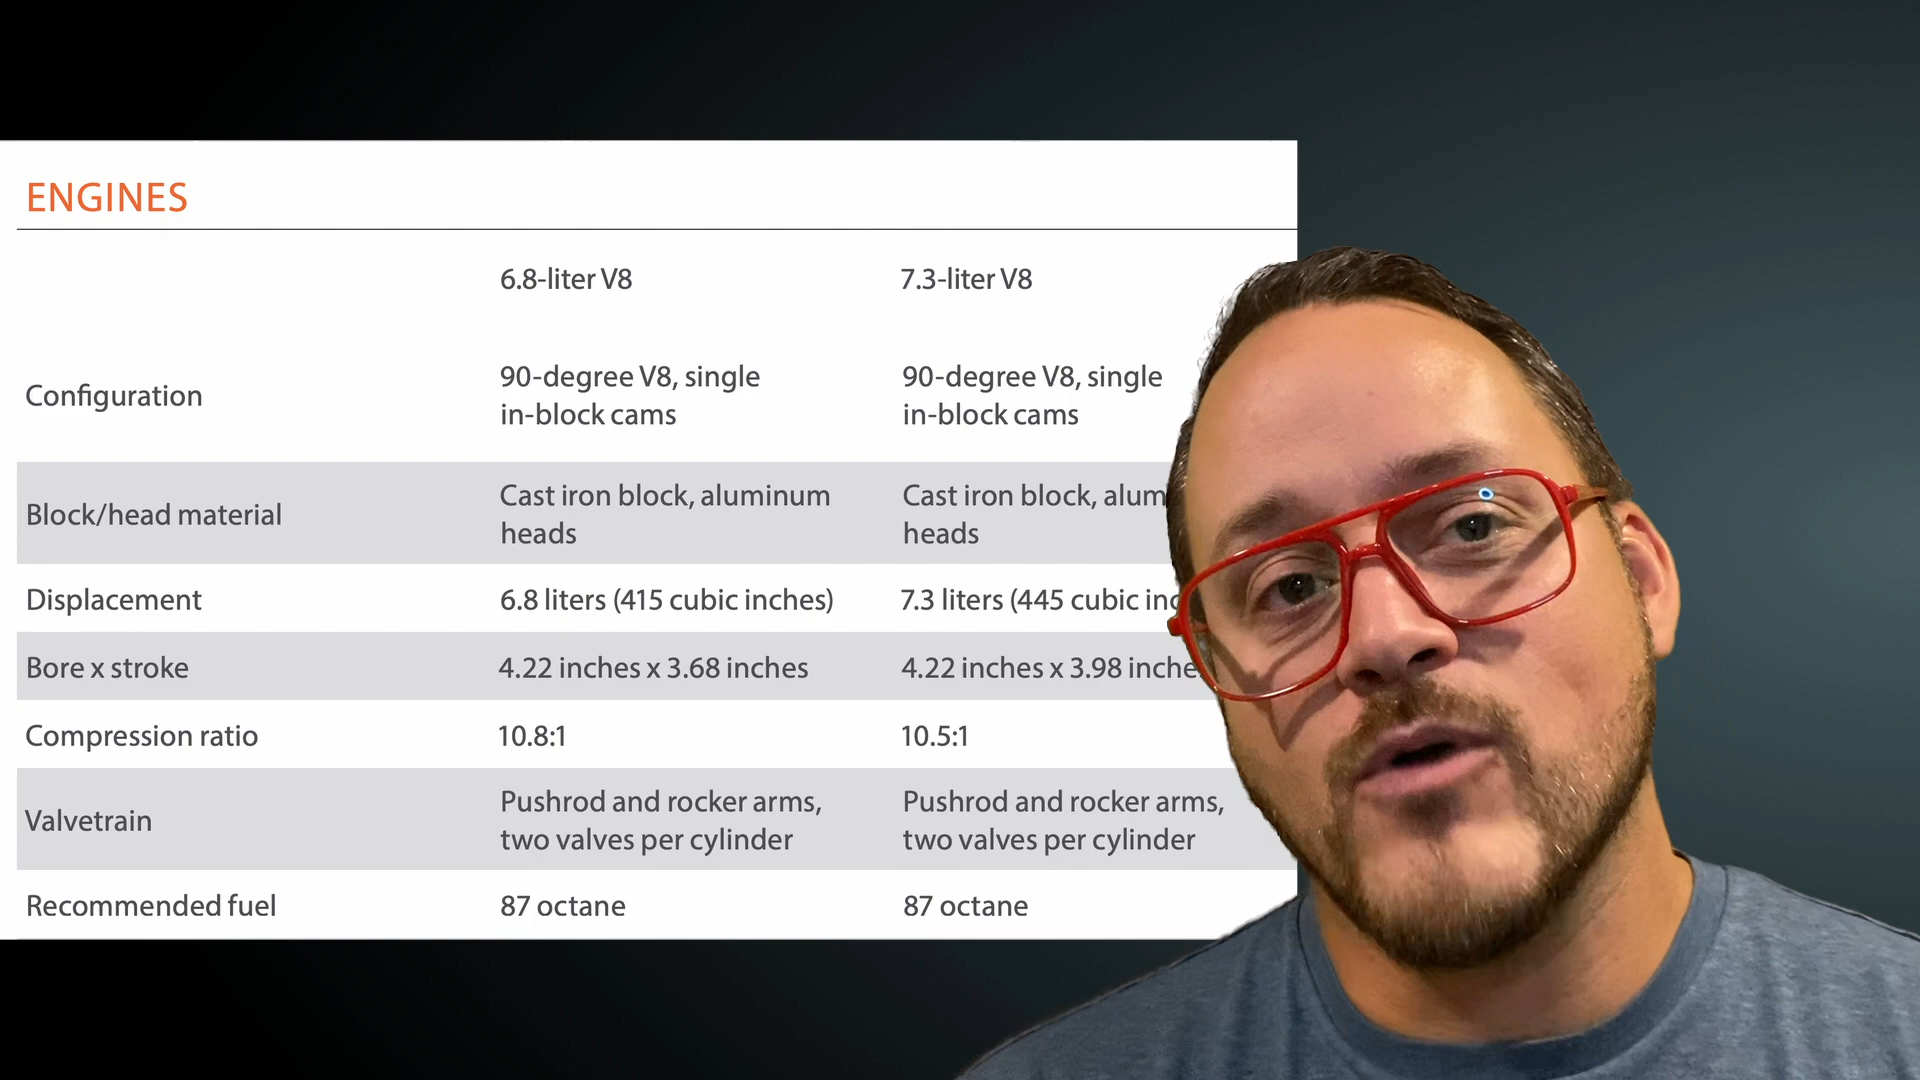 ENGINES
6.8-liter V8 7.3-liter V8
Configuration
90-degree V8, single
in-block cams
90-degree V8, single
in-block cams
Block/head material
Cast iron block, aluminum
heads
Cast iron block, alum
heads
Displacement 6.8 liters (415 cubic inches) 7.3 liters (445 cubic inc
Bore x stroke 4.22 inches x 3.68 inches 4.22 inches x 3.98 inche
Compression ratio 10.8:1 10.5:1
Valvetrain
Pushrod and rocker arms,
two valves per cylinder
Pushrod and rocker arms,
two valves per cylinder
Recommended fuel 87 octane 87 octane